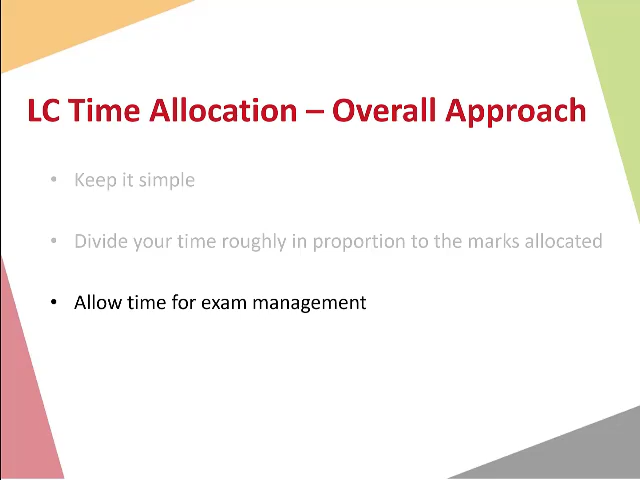 LC Time Allocation – Overall Approach
• Keep it simple
• Divide your time roughly in proportion to the marks allocated
• Allow time for exam management